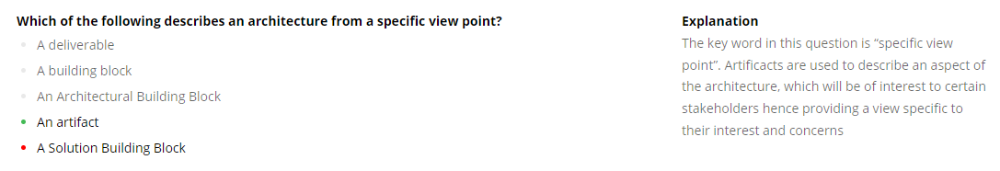 Which of the following describes an architecture from a specific view point?
A deliverable
A building block
An Architectural Building Block
An artifact
A Solution Building Block
Explanation
The key word in this question is “specific view
point”. Artificacts are used to describe an aspect of
the architecture, which will be of interest to certain
stakeholders hence providing a view specific to
their interest and concerns